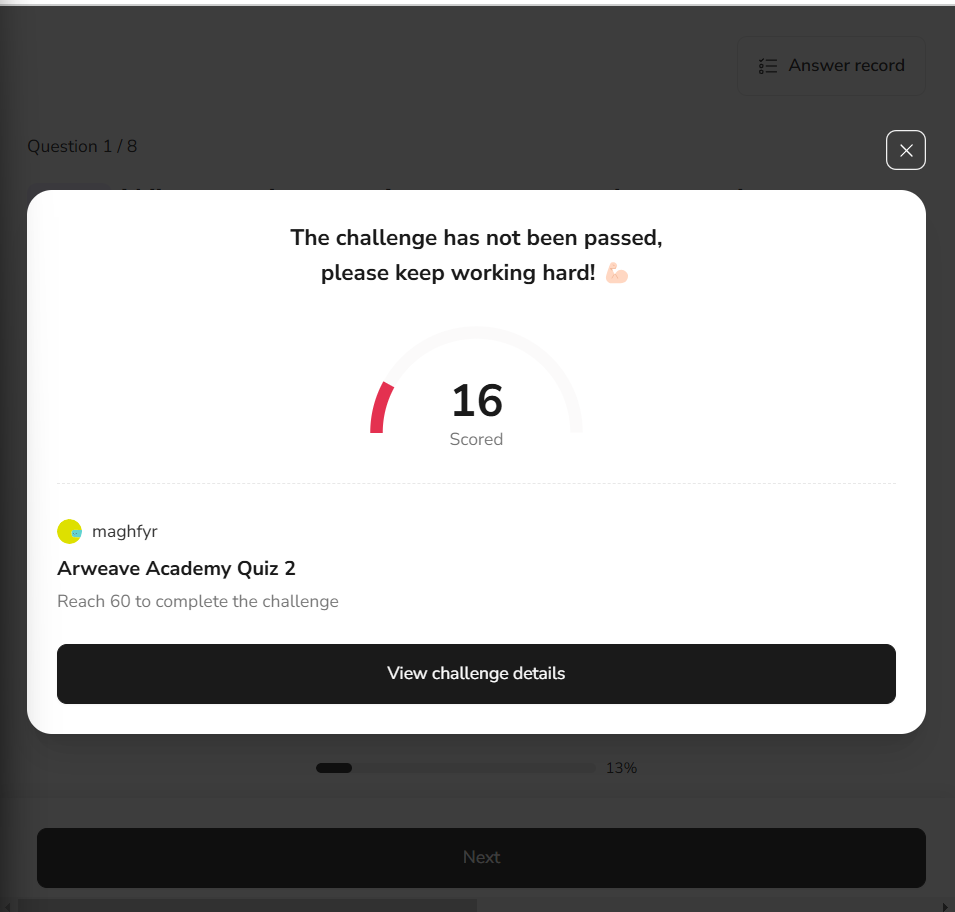 Answer record
Question 1 / 8
The challenge has not been passed,
please keep working hard! 💪🏻
16
Scored
maghfyr
Arweave Academy Quiz 2
Reach 60 to complete the challenge
View challenge details
13%
Next